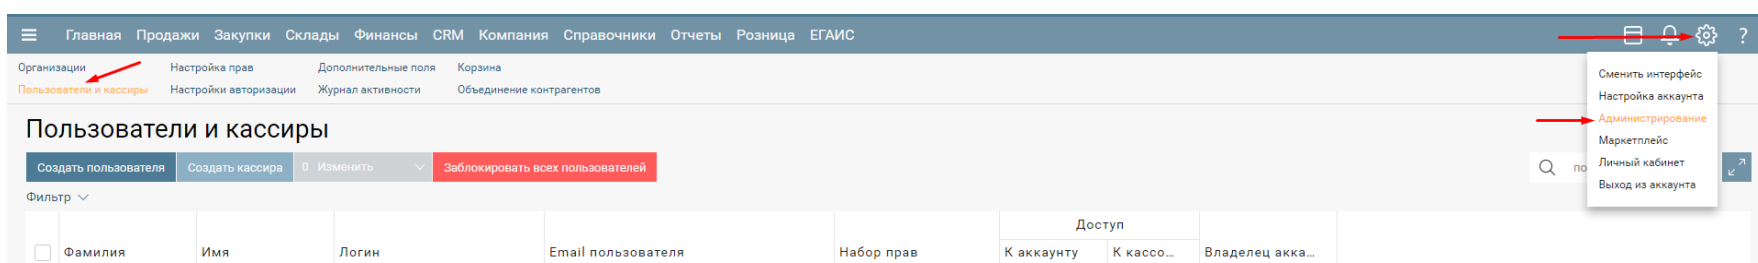 Главная Продажи Закупки Склады Финансы CRM Компания Справочники Отчеты Розница ЕГАИС ?
Организации Настройка прав Дополнительные поля Корзина
Пользователи и кассиры Настройки авторизации Журнал активности Объединение контрагентов
Сменить интерфейс
Настройка аккаунта
Администрирование
Маркетплейс
Личный кабинет
Выход из аккаунта
Пользователи и кассиры
Создать пользователя Создать кассира 0 Изменить Заблокировать всех пользователей по
Фильтр
Доступ
Фамилия Имя Логин Email пользователя Набор прав К аккаунту К кассо... Владелец акка...